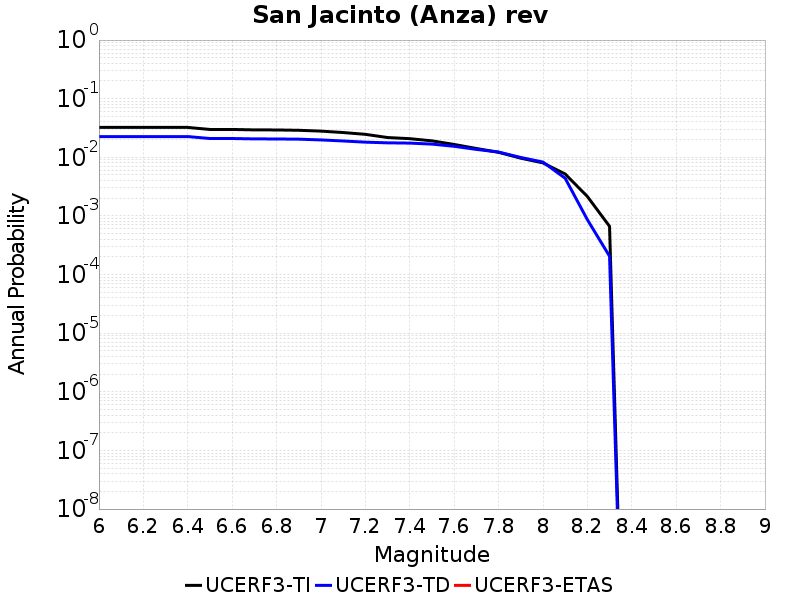 San Jacinto (Anza) rev
10^0
10^-1
10^-2
10^-3
10^-4
10^-5
10^-6
10^-7
10^-8
Annual Probability
6 6.2 6.4 6.6 6.8 7 7.2 7.4 7.6 7.8 8 8.2 8.4 8.6 8.8 9
Magnitude
UCERF3-TI UCERF3-TD UCERF3-ETAS